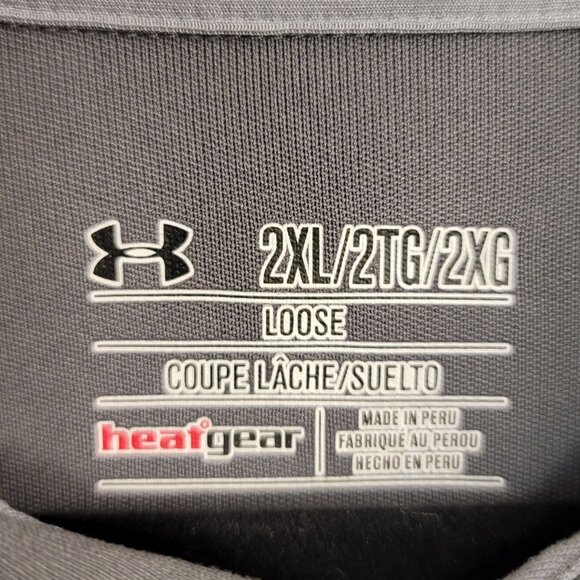 2XL/2TG/2XG
LOOSE
COUPE LÂCHE/SUELTO
heatgear
MADE IN PERU
FABRIQUÉ AU PEROU
HECHO EN PERU